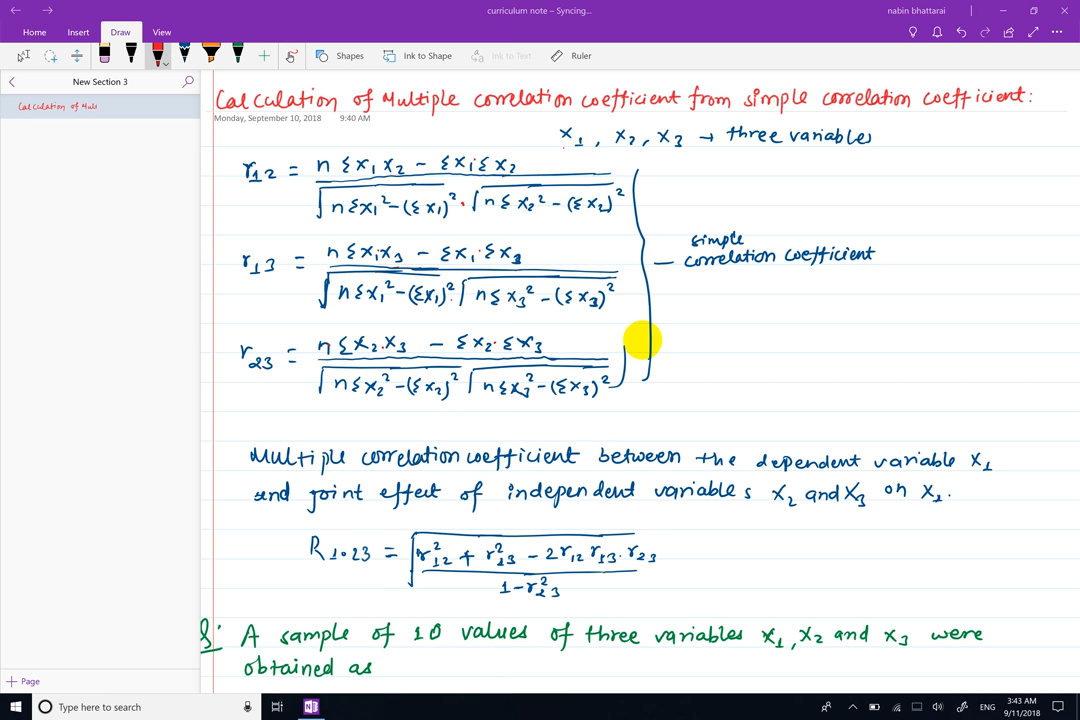 curriculum note – Syncing...
nabin bhattarai
Home Insert Draw View
Shapes Ink to Shape Ink to Text Ruler
New Section 3
Calculation of Mul
Calculation of Multiple correlation coefficient from simple correlation coefficient:
Monday, September 10, 2018 9:40 AM
x₁, x₂, x₃ → three variables
r₁₂ = (n Σx₁x₂ − Σx₁Σx₂) / (√(nΣx₁² − (Σx₁)²) · √(nΣx₂² − (Σx₂)²))
r₁₃ = (n Σx₁x₃ − Σx₁·Σx₃) / (√(nΣx₁² − (Σx₁)²) √(nΣx₃² − (Σx₃)²))
simple
correlation coefficient
r₂₃ = (n Σx₂·x₃ − Σx₂·Σx₃) / (√(nΣx₂² − (Σx₂)²) √(nΣx₃² − (Σx₃)²))
Multiple correlation coefficient between the dependent variable x₁
and joint effect of independent variables x₂ and x₃ on x₁.
R₁.₂₃ = √((r₁₂² + r₁₃² − 2r₁₂ r₁₃ · r₂₃) / (1 − r₂₃²))
Q: A sample of 10 values of three variables x₁, x₂ and x₃ were
obtained as
+ Page
Type here to search
ENG
3:43 AM
9/11/2018